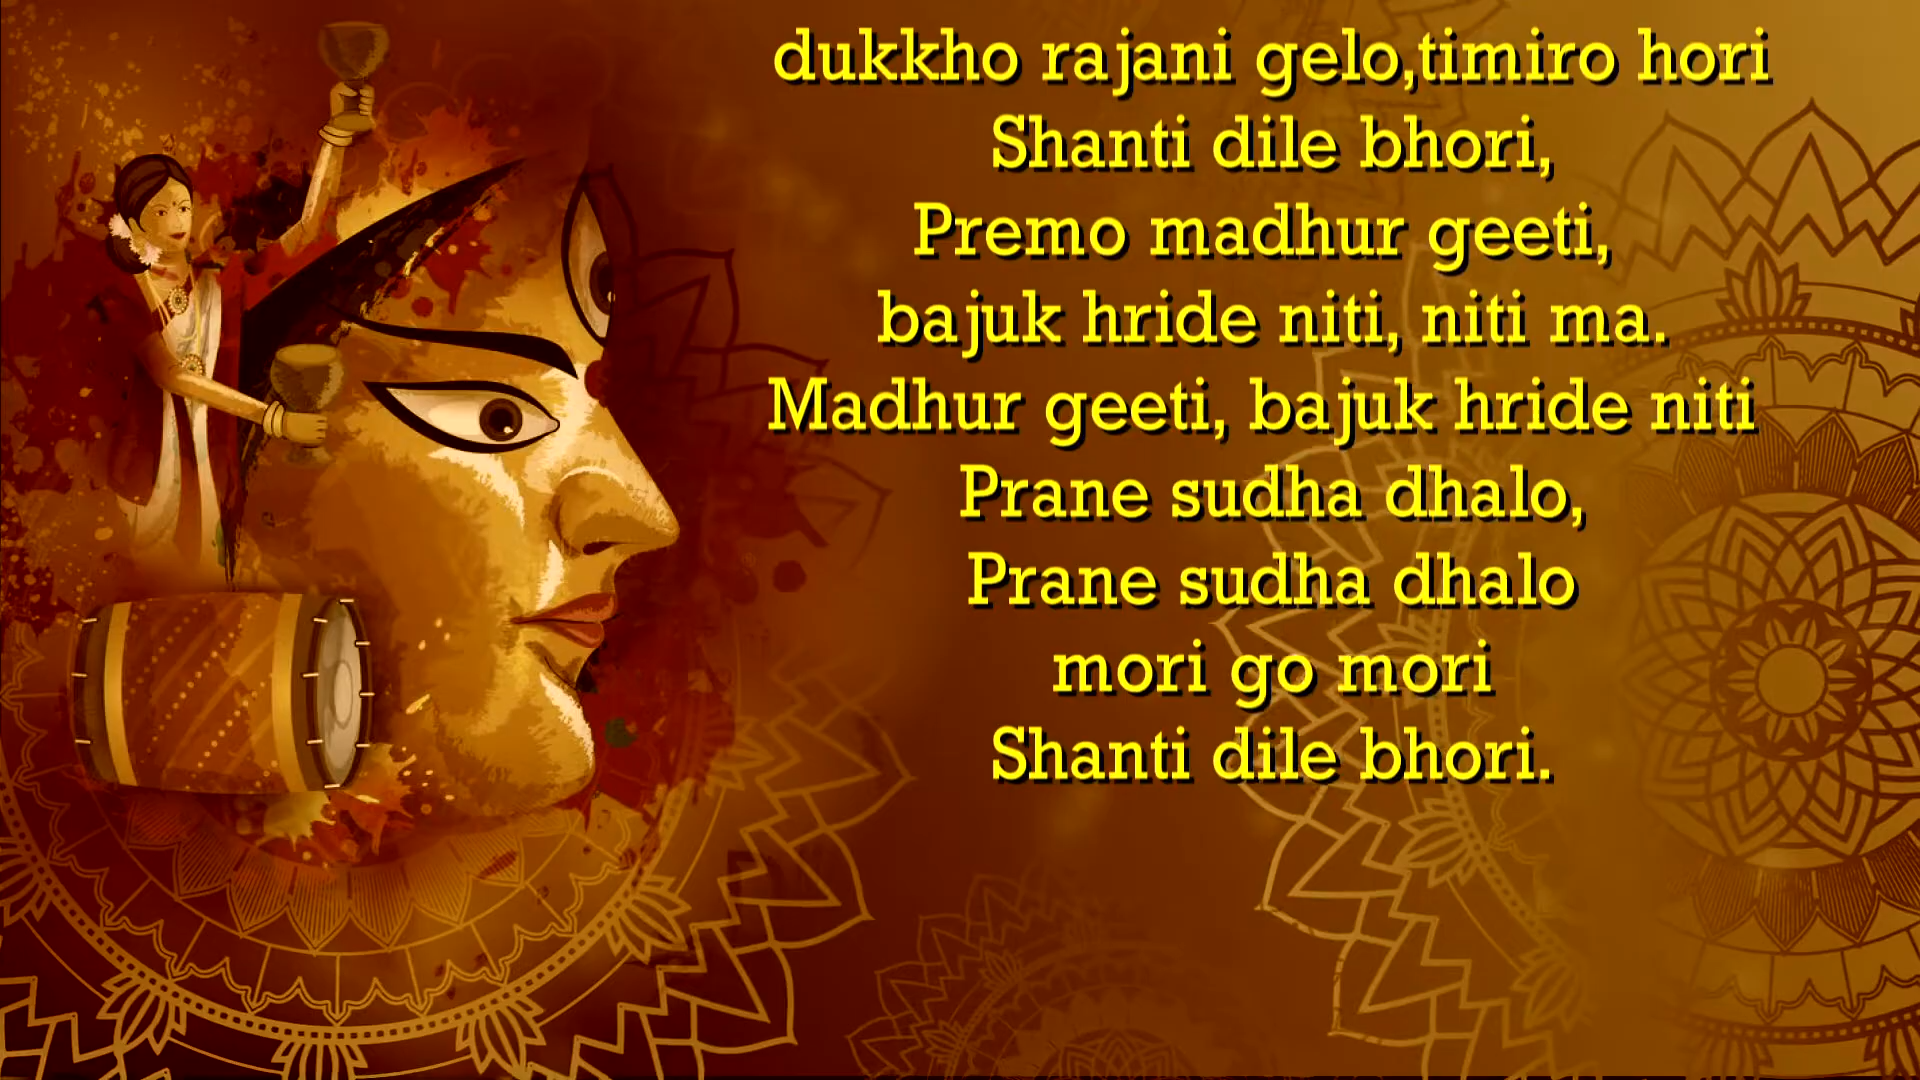 dukkho rajani gelo,timiro hori
Shanti dile bhori,
Premo madhur geeti,
bajuk hride niti, niti ma.
Madhur geeti, bajuk hride niti
Prane sudha dhalo,
Prane sudha dhalo
mori go mori
Shanti dile bhori.